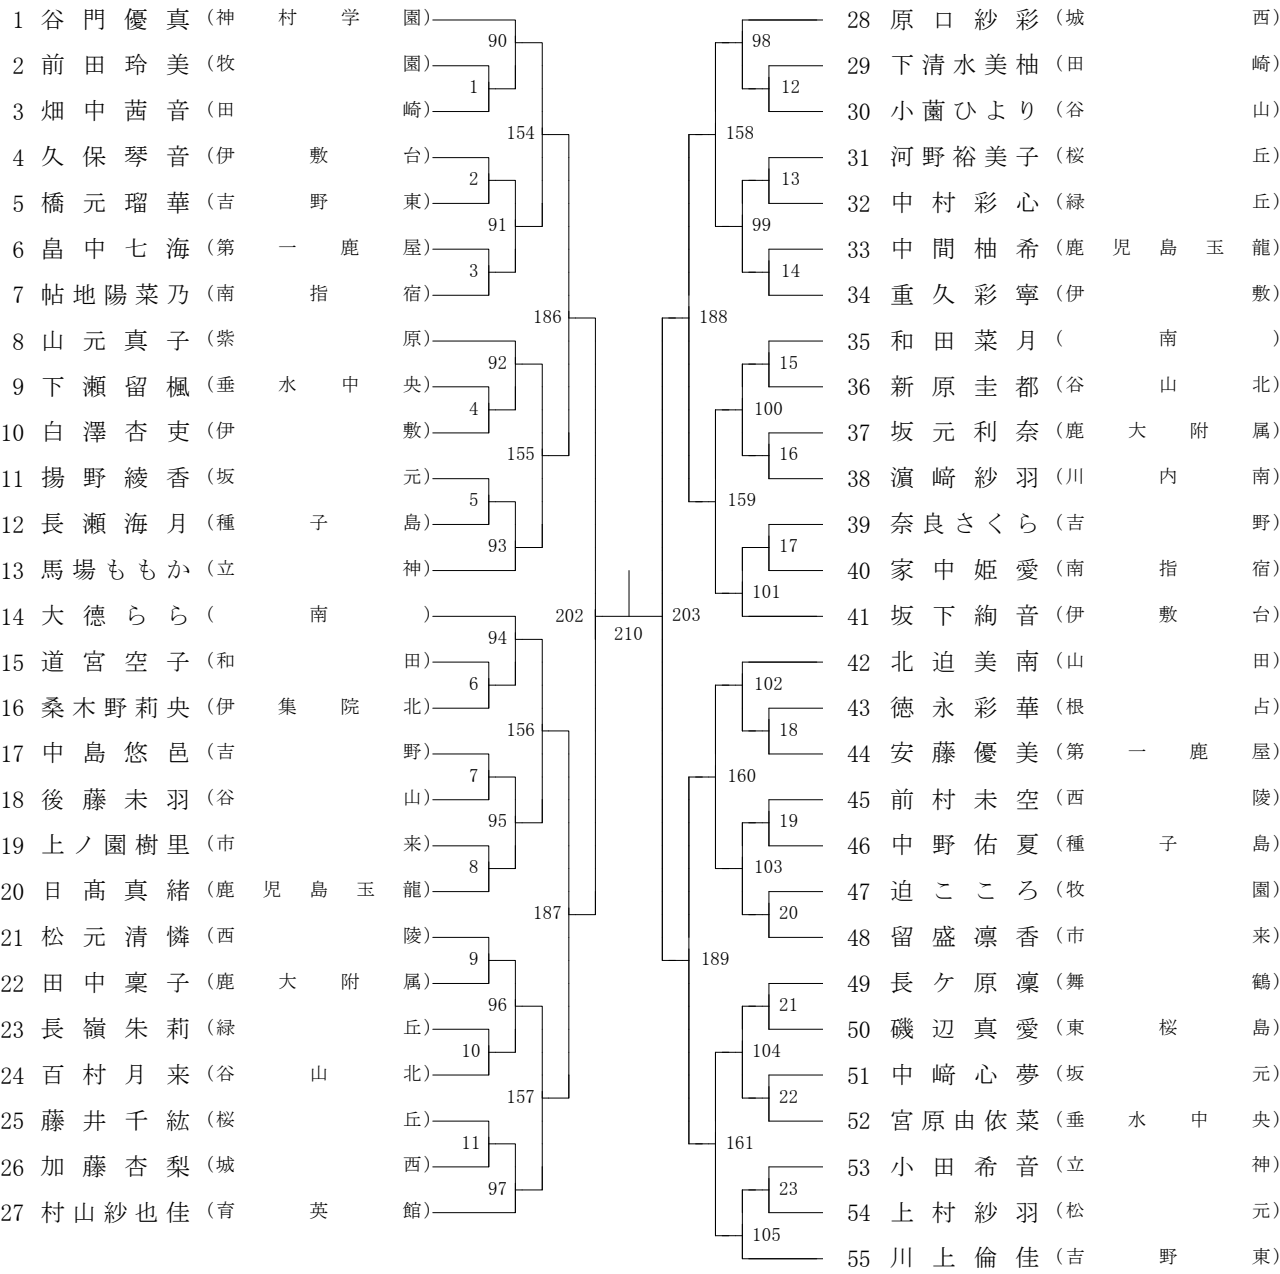 1 谷門優真 (神村学園)
2 前田玲美 (牧園)
3 畑中茜音 (田崎)
4 久保琴音 (伊敷台)
5 橋元瑠華 (吉野東)
6 畠中七海 (第一鹿屋)
7 帖地陽菜乃 (南指宿)
8 山元真子 (紫原)
9 下瀬留楓 (垂水中央)
10 白澤杏吏 (伊敷)
11 揚野綾香 (坂元)
12 長瀬海月 (種子島)
13 馬場ももか (立神)
14 大德らら (南)
15 道宮空子 (和田)
16 桑木野莉央 (伊集院北)
17 中島悠邑 (吉野)
18 後藤未羽 (谷山)
19 上ノ園樹里 (市来)
20 日髙真緒 (鹿児島玉龍)
21 松元清憐 (西陵)
22 田中稟子 (鹿大附属)
23 長嶺朱莉 (緑丘)
24 百村月来 (谷山北)
25 藤井千紘 (桜丘)
26 加藤杏梨 (城西)
27 村山紗也佳 (育英館)
90
1
154
2
91
3
186
92
4
155
5
93
202
94
6
156
7
95
8
187
9
96
10
157
11
97
210
98
12
158
13
99
14
188
15
100
16
159
17
101
203
102
18
160
19
103
20
189
21
104
22
161
23
105
28 原口紗彩 (城西)
29 下清水美柚 (田崎)
30 小薗ひより (谷山)
31 河野裕美子 (桜丘)
32 中村彩心 (緑丘)
33 中間柚希 (鹿児島玉龍)
34 重久彩寧 (伊敷)
35 和田菜月 (南)
36 新原圭都 (谷山北)
37 坂元利奈 (鹿大附属)
38 濵﨑紗羽 (川内南)
39 奈良さくら (吉野)
40 家中姫愛 (南指宿)
41 坂下絢音 (伊敷台)
42 北迫美南 (山田)
43 徳永彩華 (根占)
44 安藤優美 (第一鹿屋)
45 前村未空 (西陵)
46 中野佑夏 (種子島)
47 迫こころ (牧園)
48 留盛凛香 (市来)
49 長ケ原凜 (舞鶴)
50 磯辺真愛 (東桜島)
51 中﨑心夢 (坂元)
52 宮原由依菜 (垂水中央)
53 小田希音 (立神)
54 上村紗羽 (松元)
55 川上倫佳 (吉野東)